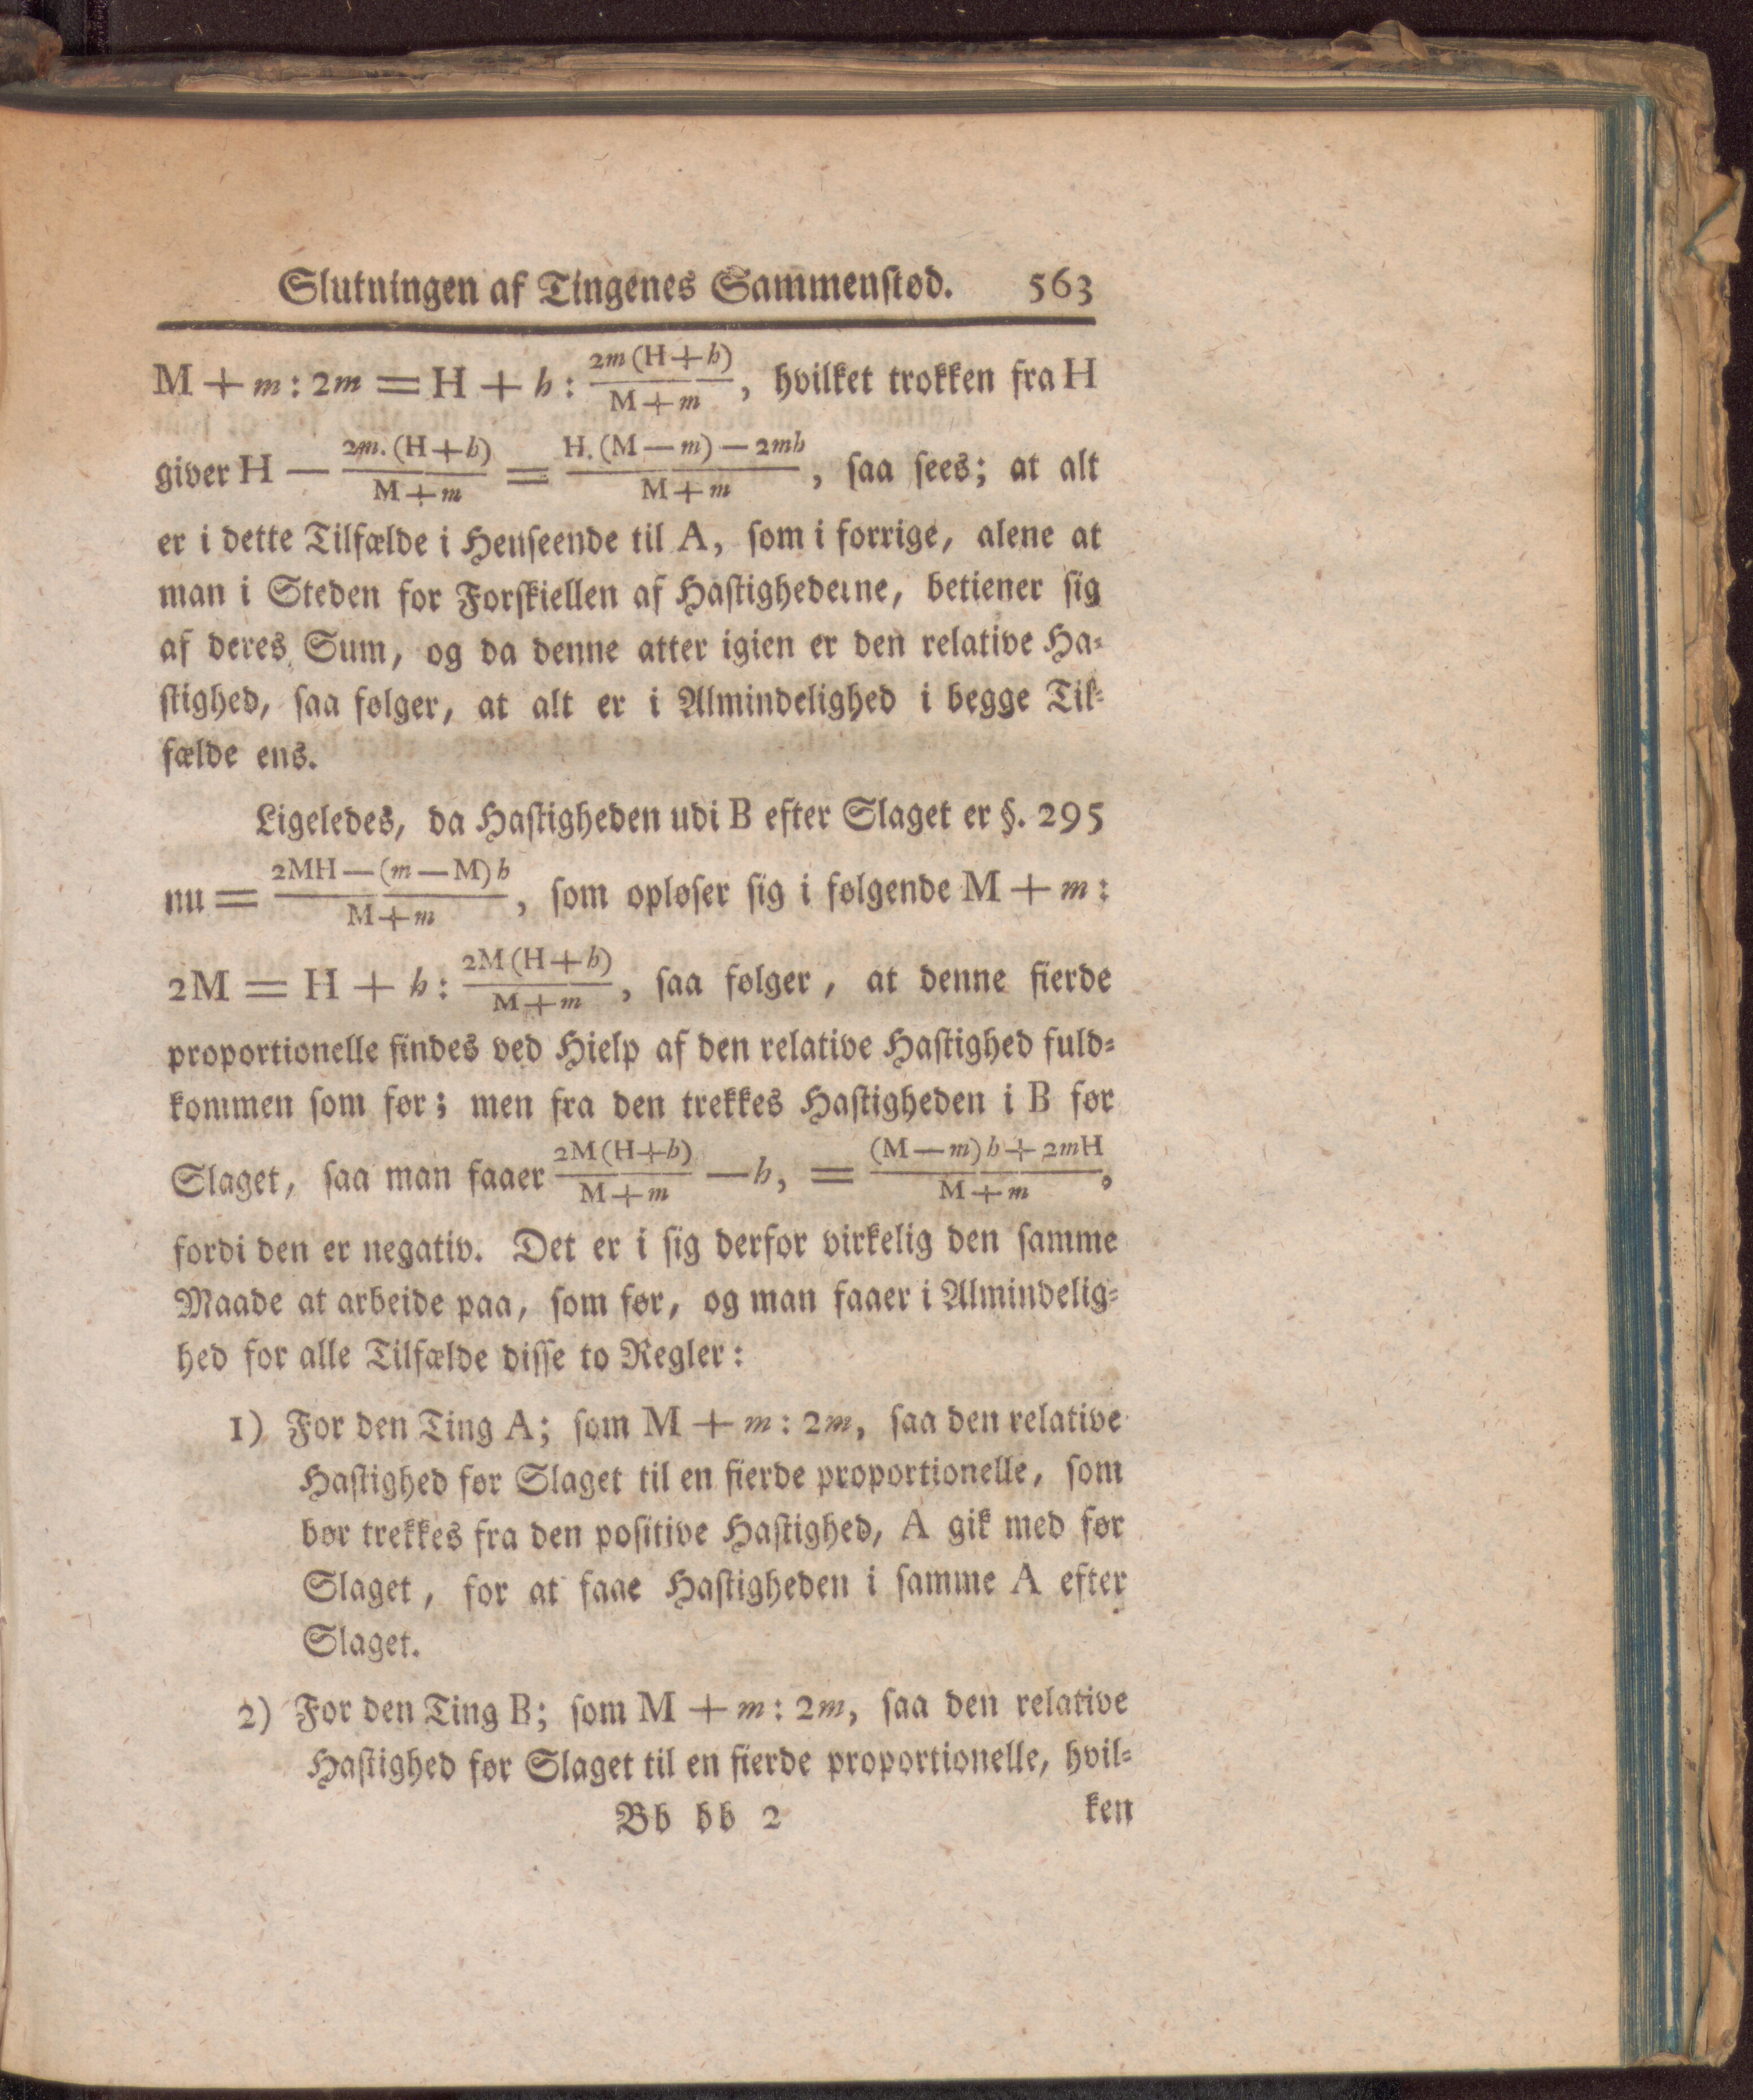 Slutningen af Tingenes Sammenstød. 563
M + m : 2m = H + h : 2m(H+h)/M+m, hvilket trokken fra H
giver H — 2m.(H+h)/M+m = H.(M—m)—2mh/M+m, saa sees; at alt
er i dette Tilfælde i Henseende til A, som i forrige, alene at
man i Steden for Forskiellen af Hastighederne, betiener sig
af deres Sum, og da denne atter igien er den relative Ha-
stighed, saa følger, at alt er i Almindelighed i begge Til-
fælde ens.
Ligeledes, da Hastigheden udi B efter Slaget er §. 295
nu = 2MH—(m—M)h/M+m, som opløser sig i følgende M + m :
2M = H + h : 2M(H+h)/M+m, saa følger, at denne fierde
proportionelle findes ved Hielp af den relative Hastighed fuld-
kommen som før; men fra den trekkes Hastigheden i B før
Slaget, saa man faaer 2M(H+h)/M+m —h, = (M—m)h+2mH/M+m.
fordi den er negativ. Det er i sig derfor virkelig den samme
Maade at arbeide paa, som før, og man faaer i Almindelig-
hed for alle Tilfælde disse to Regler:
1) For den Ting A; som M + m : 2m, saa den relative
Hastighed før Slaget til en fierde proportionelle, som
bør trekkes fra den positive Hastighed, A gik med før
Slaget, for at faae Hastigheden i samme A efter
Slaget.
2) For den Ting B; som M + m : 2m, saa den relative
Hastighed før Slaget til en fierde proportionelle, hvil-
Bb bb 2 ken